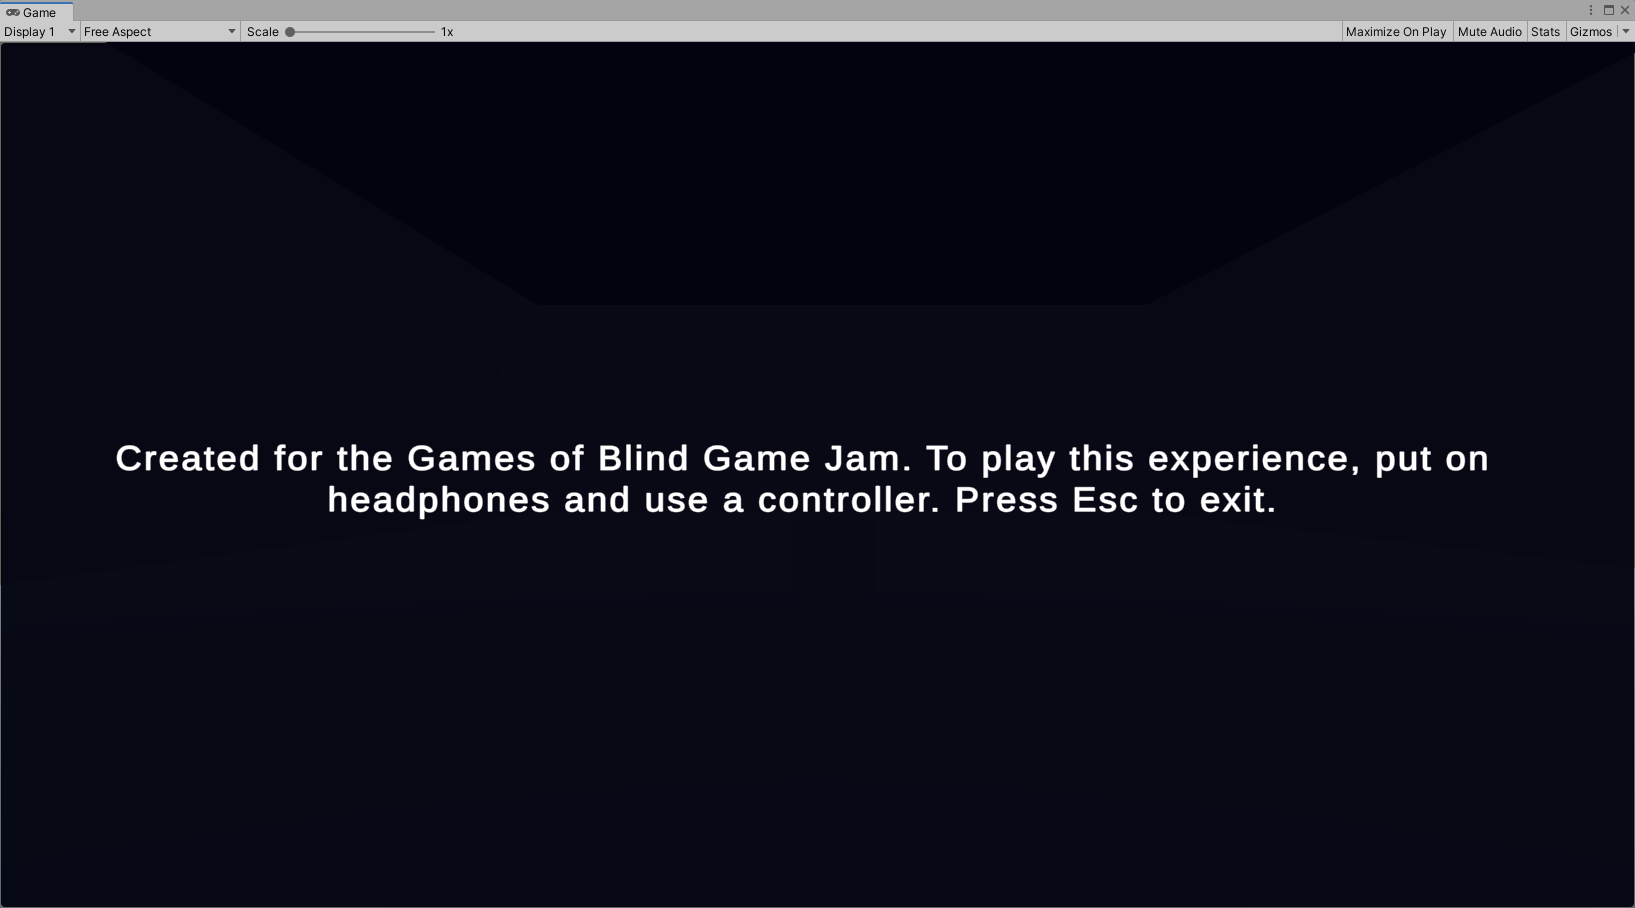 Game
Display 1 Free Aspect Scale 1x Maximize On Play Mute Audio Stats Gizmos
Created for the Games of Blind Game Jam. To play this experience, put on
headphones and use a controller. Press Esc to exit.